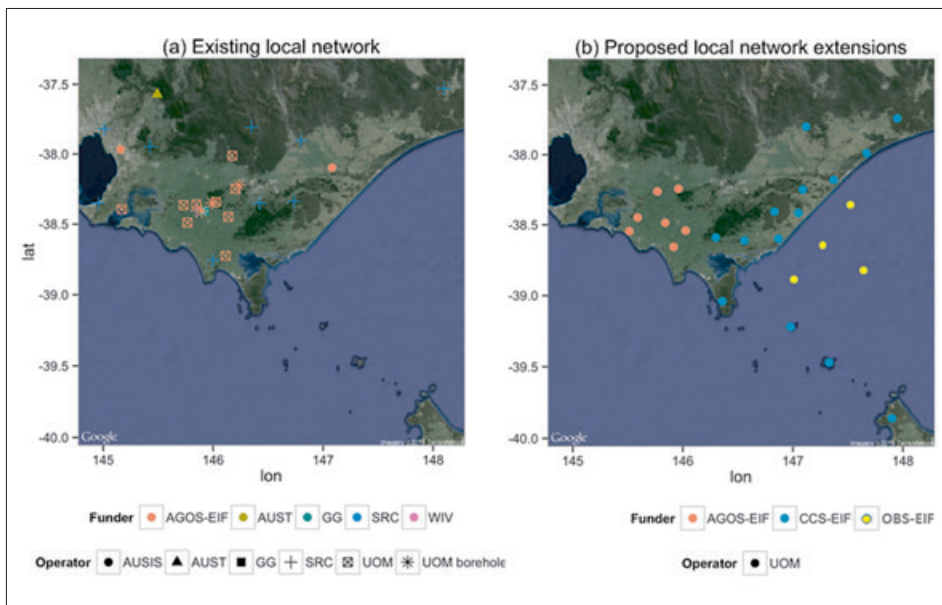 (a) Existing local network
(b) Proposed local network extensions
-37.5
-38.0
-38.5
-39.0
-39.5
-40.0
lat
Google
145
146
147
148
lon
-37.5
-38.0
-38.5
-39.0
-39.5
-40.0
Google
145
146
147
148
lon
Funder AGOS-EIF AUST GG SRC WIV
Operator AUSIS AUST GG SRC UOM UOM borehole
Funder AGOS-EIF CCS-EIF OBS-EIF
Operator UOM